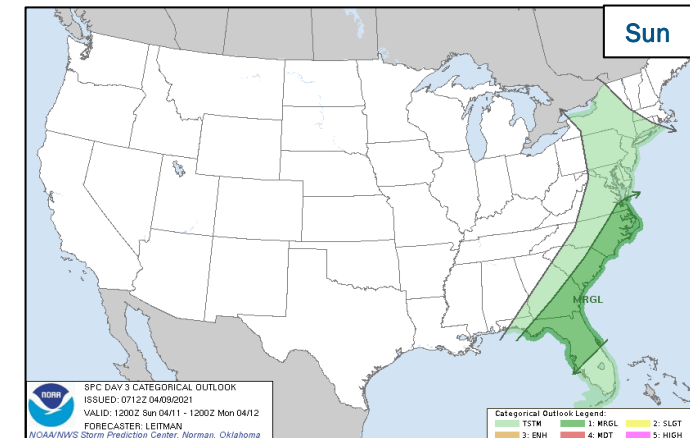 Sun
MRGL
NOAA
SPC DAY 3 CATEGORICAL OUTLOOK
ISSUED: 0712Z 04/09/2021
VALID: 1200Z Sun 04/11 - 1200Z Mon 04/12
FORECASTER: LEITMAN
NOAA/NWS Storm Prediction Center, Norman, Oklahoma
Categorical Outlook Legend:
TSTM 1: MRGL 2: SLGT
3: ENH 4: MDT 5: HIGH